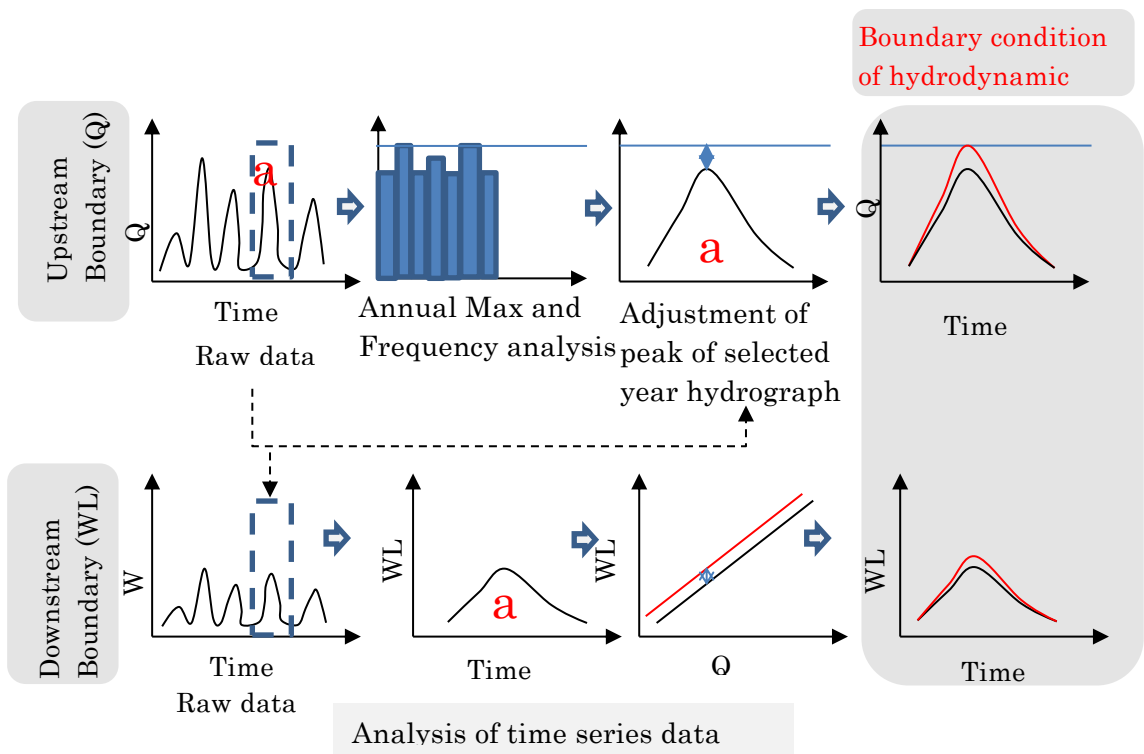 Boundary condition
of hydrodynamic
Upstream
Boundary (Q)
Q
a
Time
Raw data
Annual Max and
Frequency analysis
a
Adjustment of
peak of selected
year hydrograph
Q
Time
Downstream
Boundary (WL)
W
Time
Raw data
WL
a
Time
WL
Q
WL
Time
Analysis of time series data